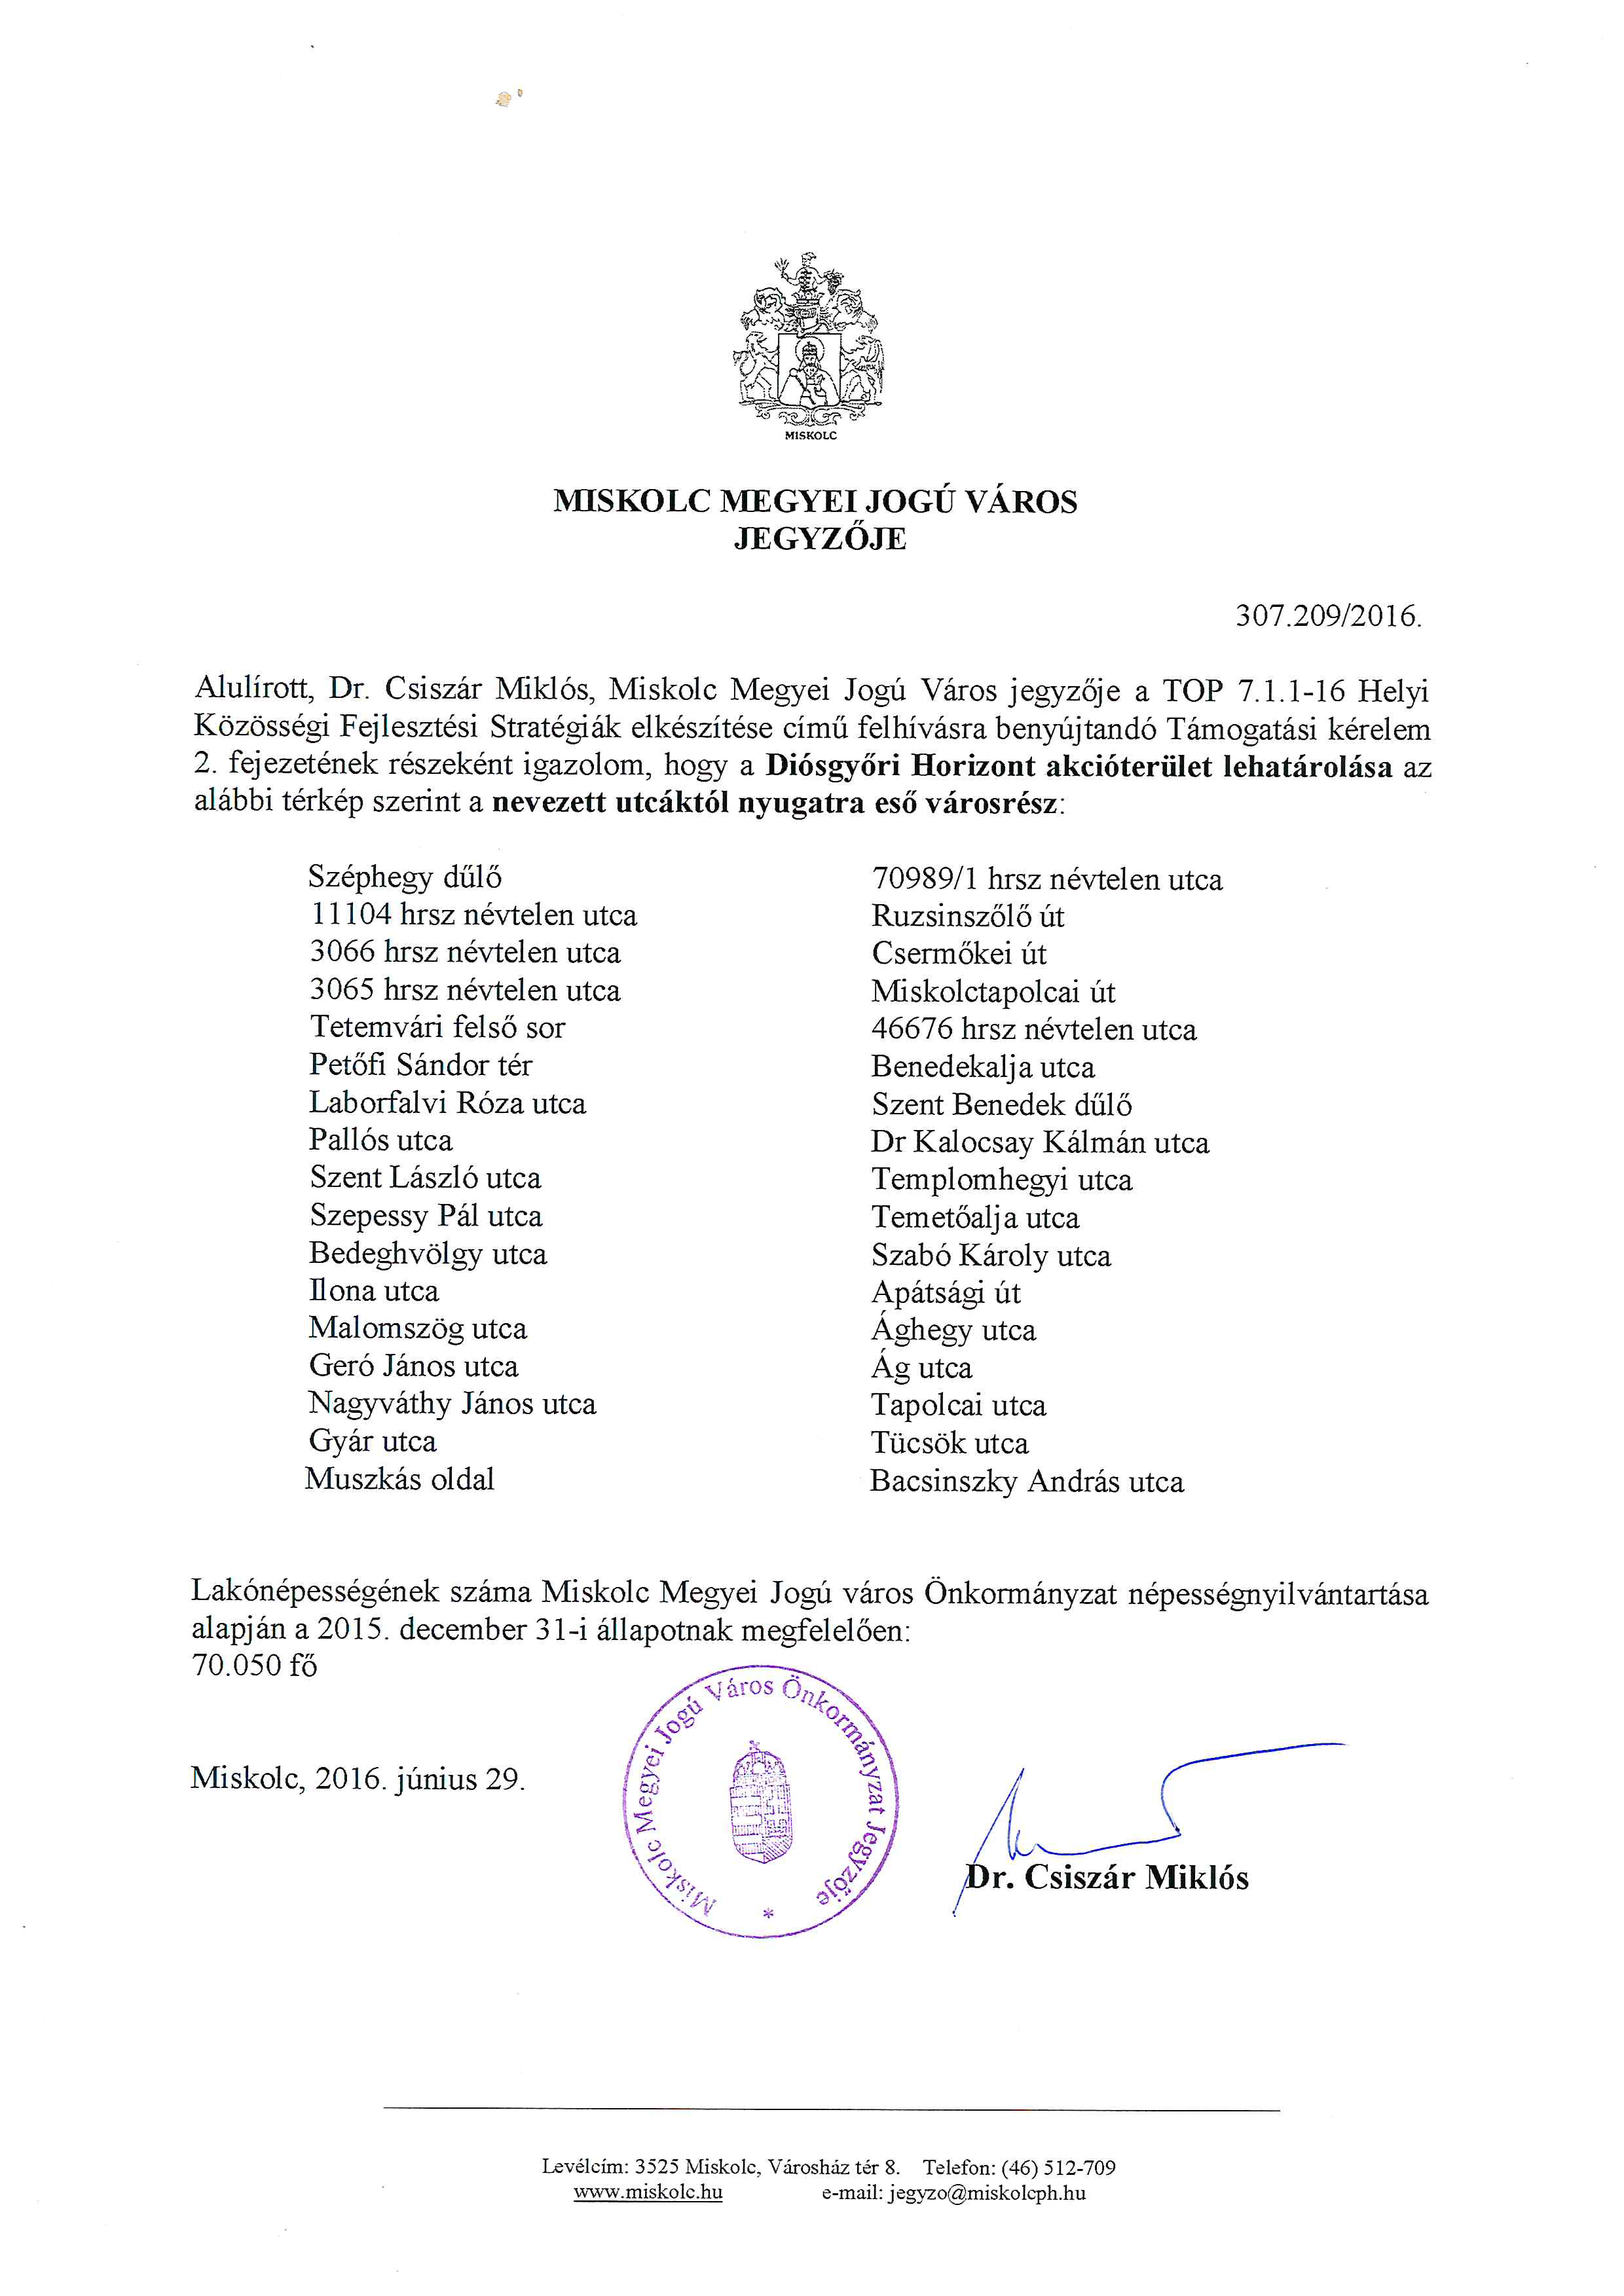 MISKOLC
MISKOLC MEGYEI JOGÚ VÁROS
JEGYZŐJE
307.209/2016.
Alulírott, Dr. Csiszár Miklós, Miskolc Megyei Jogú Város jegyzője a TOP 7.1.1-16 Helyi
Közösségi Fejlesztési Stratégiák elkészítése című felhívásra benyújtandó Támogatási kérelem
2. fejezetének részeként igazolom, hogy a Diósgyőri Horizont akcióterület lehatárolása az
alábbi térkép szerint a nevezett utcáktól nyugatra eső városrész:
Széphegy dűlő
11104 hrsz névtelen utca
3066 hrsz névtelen utca
3065 hrsz névtelen utca
Tetemvári felső sor
Petőfi Sándor tér
Laborfalvi Róza utca
Pallós utca
Szent László utca
Szepessy Pál utca
Bedeghvölgy utca
Ilona utca
Malomszög utca
Geró János utca
Nagyváthy János utca
Gyár utca
Muszkás oldal
70989/1 hrsz névtelen utca
Ruzsinszőlő út
Csermőkei út
Miskolctapolcai út
46676 hrsz névtelen utca
Benedekalja utca
Szent Benedek dűlő
Dr Kalocsay Kálmán utca
Templomhegyi utca
Temetőalja utca
Szabó Károly utca
Apátsági út
Ághegy utca
Ág utca
Tapolcai utca
Tücsök utca
Bacsinszky András utca
Lakónépességének száma Miskolc Megyei Jogú város Önkormányzat népességnyilvántartása
alapján a 2015. december 31-i állapotnak megfelelően:
70.050 fő
Miskolc Megyei Jogú Város Önkormányzat Jegyzője
*
Miskolc, 2016. június 29.
Dr. Csiszár Miklós
Levélcím: 3525 Miskolc, Városház tér 8. Telefon: (46) 512-709
www.miskolc.hu e-mail: jegyzo@miskolcph.hu